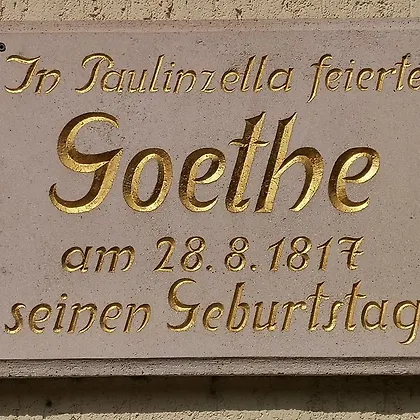 In Paulinzella feierte
Goethe
am 28.8.1817
seinen Geburtstag